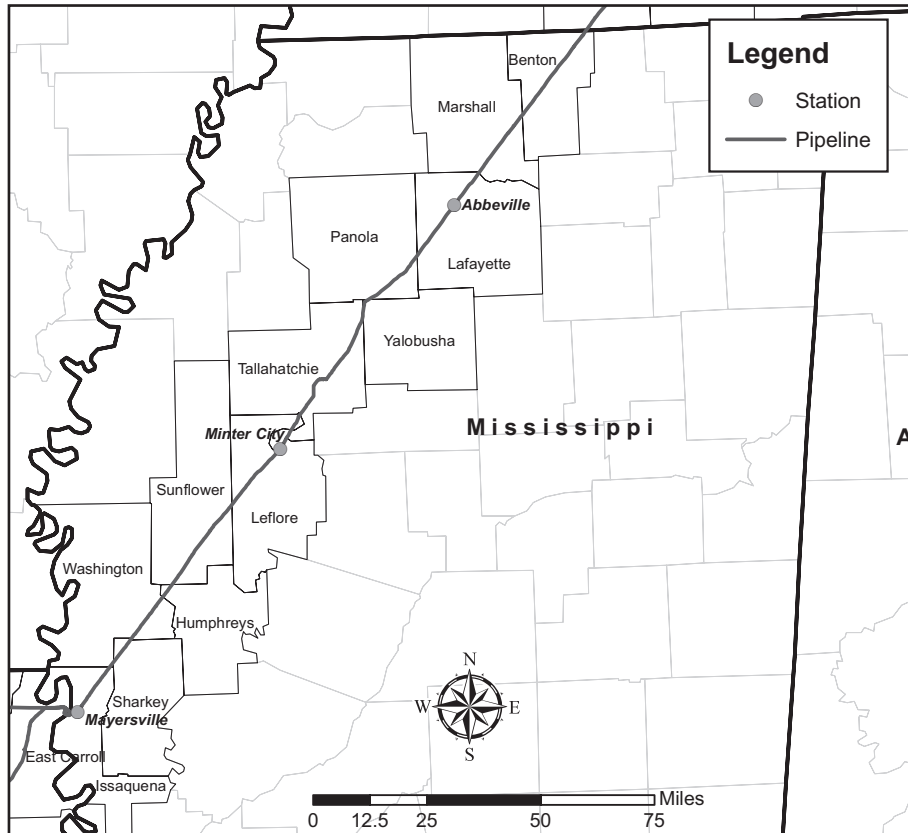 Benton
Legend
Marshall
Station
Pipeline
Abbeville
Panola
Lafayette
Yalobusha
Tallahatchie
Mississippi
Minter City
A
Sunflower
Leflore
Washington
Humphreys
N
Sharkey
W E
Mayersville
S
East Carroll
Issaquena
Miles
0 12.5 25 50 75